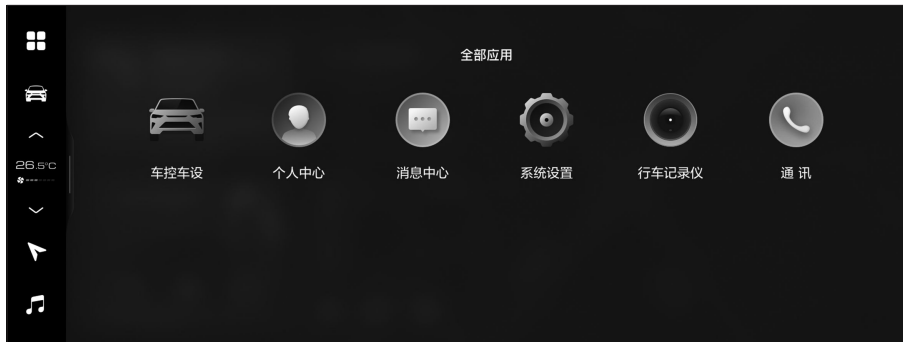 全部应用
26.5°C
车控车设
个人中心
消息中心
系统设置
行车记录仪
通 讯